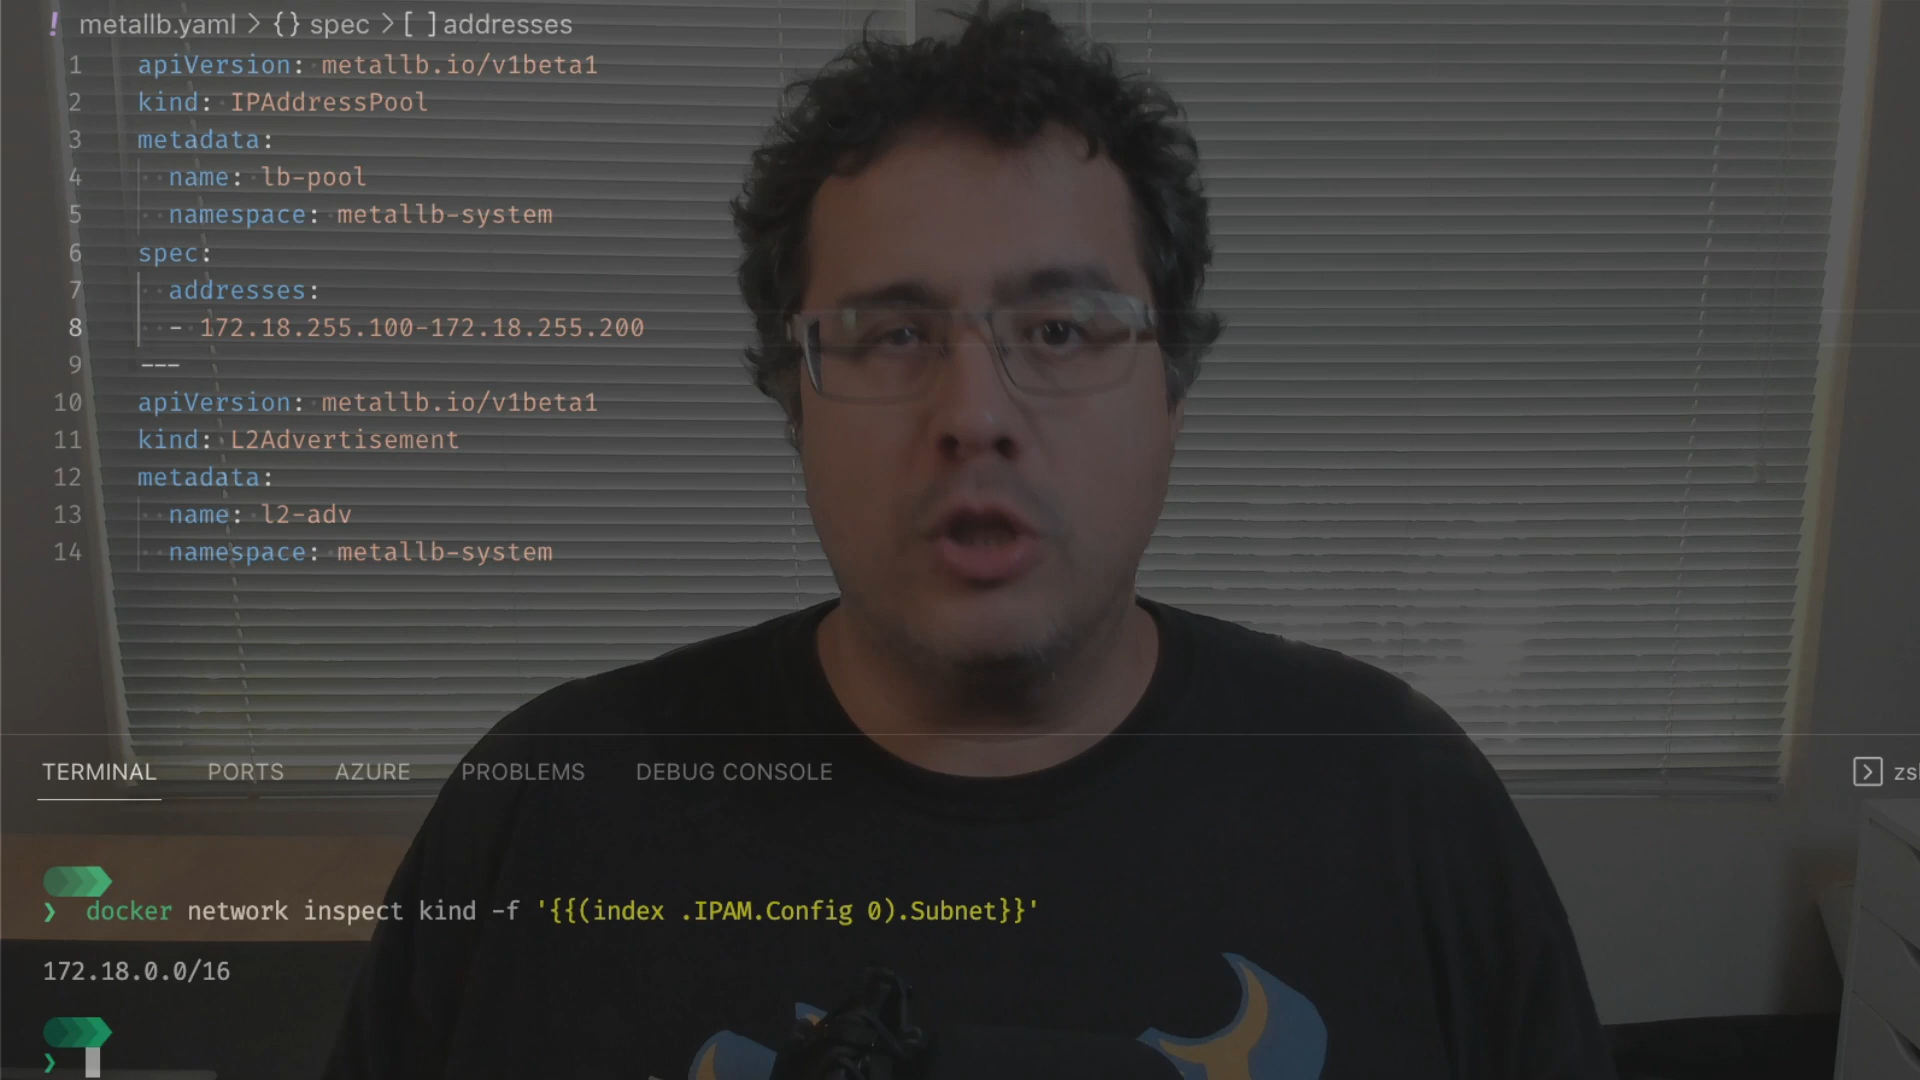 ! metallb.yaml > {} spec > [ ] addresses
1 apiVersion: metallb.io/v1beta1
2 kind: IPAddressPool
3 metadata:
4 name: lb-pool
5 namespace: metallb-system
6 spec:
7 addresses:
8 - 172.18.255.100-172.18.255.200
9 ---
10 apiVersion: metallb.io/v1beta1
11 kind: L2Advertisement
12 metadata:
13 name: l2-adv
14 namespace: metallb-system
TERMINAL PORTS AZURE PROBLEMS DEBUG CONSOLE
❯ docker network inspect kind -f '{{(index .IPAM.Config 0).Subnet}}'
172.18.0.0/16
❯